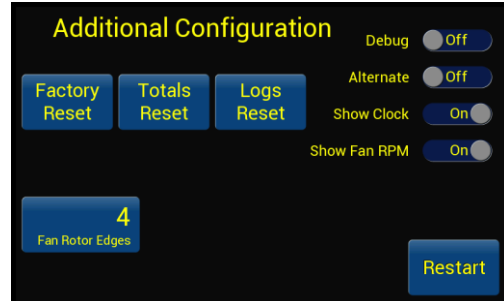 Additional Configuration
Debug Off
Alternate Off
Factory Reset
Totals Reset
Logs Reset
Show Clock On
Show Fan RPM On
4
Fan Rotor Edges
Restart